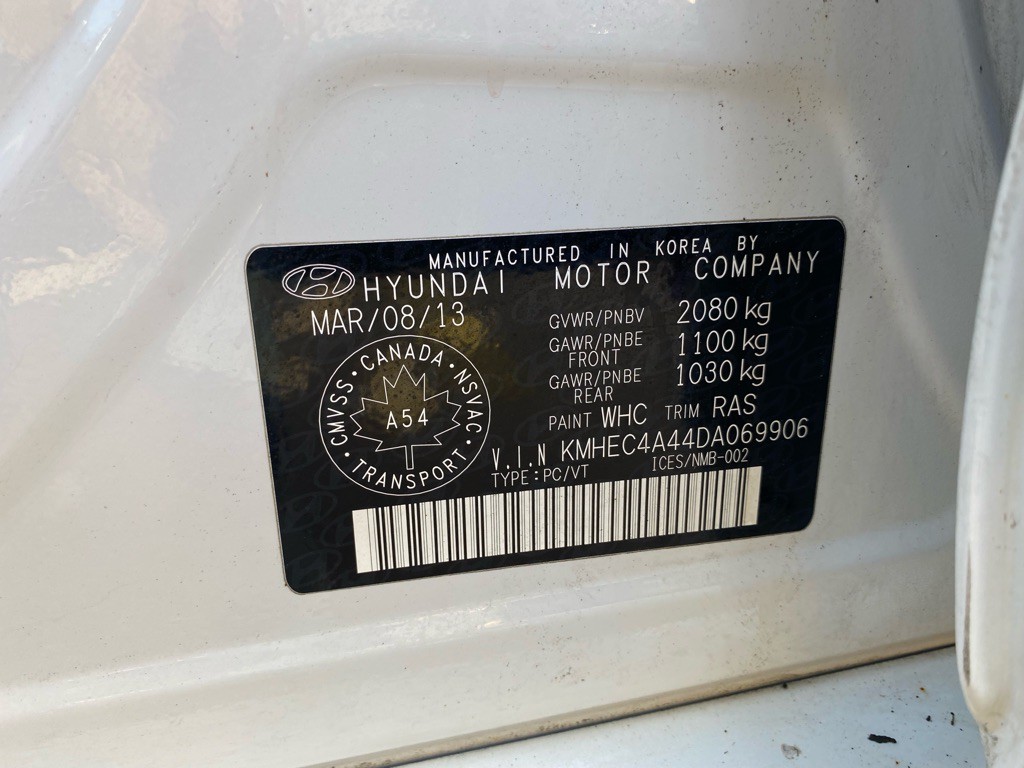 MANUFACTURED IN KOREA BY
HYUNDAI MOTOR COMPANY
MAR/08/13
GVWR/PNBV 2080 kg
GAWR/PNBE FRONT 1100 kg
GAWR/PNBE REAR 1030 kg
PAINT WHC TRIM RAS
V.I.N KMHEC4A44DA069906
TYPE:PC/VT ICES/NMB-002
CMVSS · CANADA · NSVAC · TRANSPORT ·
A54